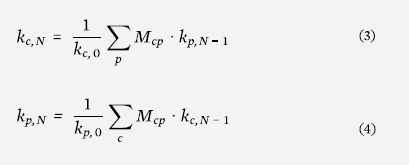 k_{c,N} = \frac{1}{k_{c,0}} \sum_{p} M_{cp} \cdot k_{p,N-1} (3)
k_{p,N} = \frac{1}{k_{p,0}} \sum_{c} M_{cp} \cdot k_{c,N-1} (4)